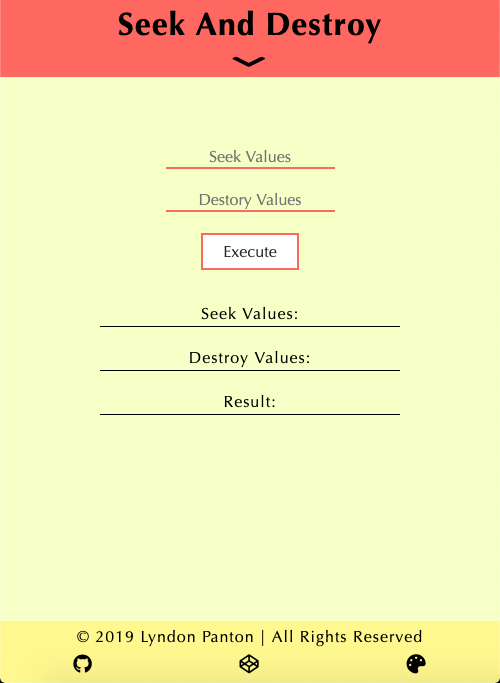 Seek And Destroy
Seek Values
Destory Values
Execute
Seek Values:
Destroy Values:
Result:
© 2019 Lyndon Panton | All Rights Reserved